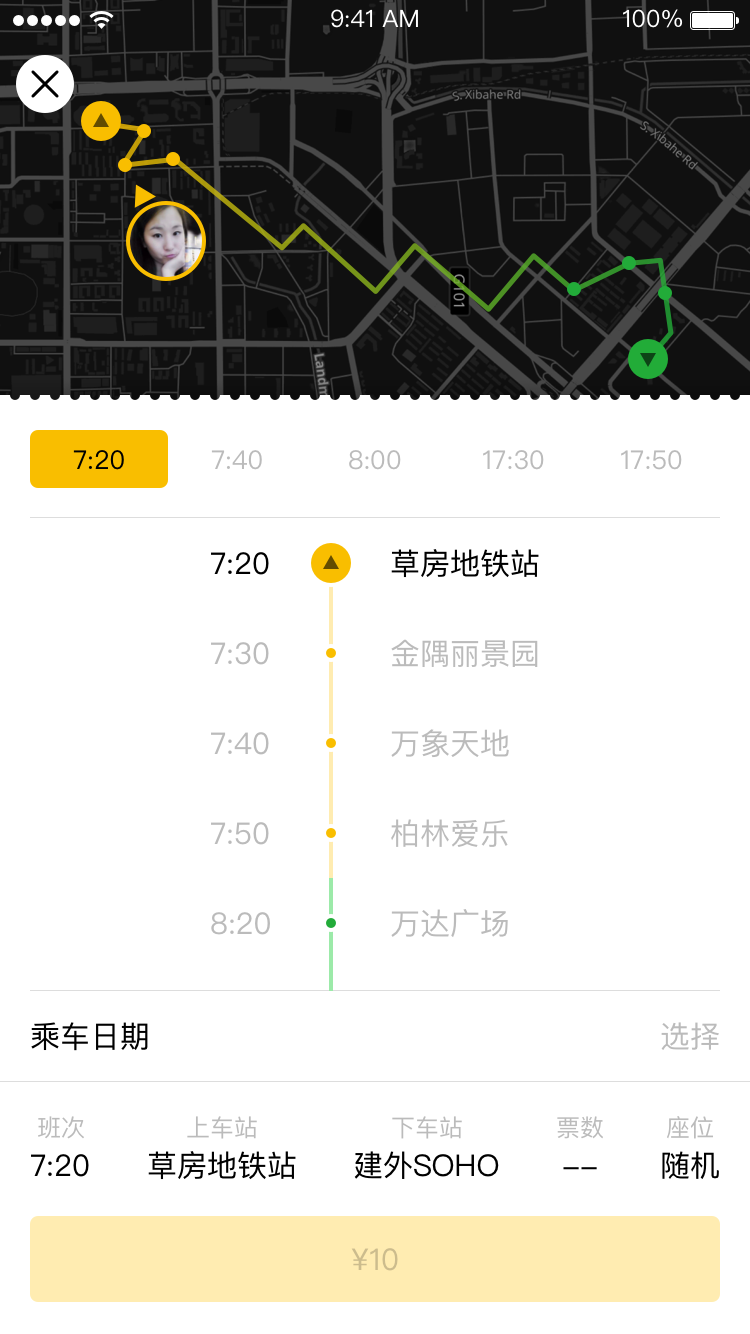 9:41 AM 100%
S. Xibahe Rd
S. Xibahe Rd
G101
Landm
7:20 7:40 8:00 17:30 17:50
7:20 草房地铁站
7:30 金隅丽景园
7:40 万象天地
7:50 柏林爱乐
8:20 万达广场
乘车日期 选择
班次 上车站 下车站 票数 座位
7:20 草房地铁站 建外SOHO -- 随机
¥10